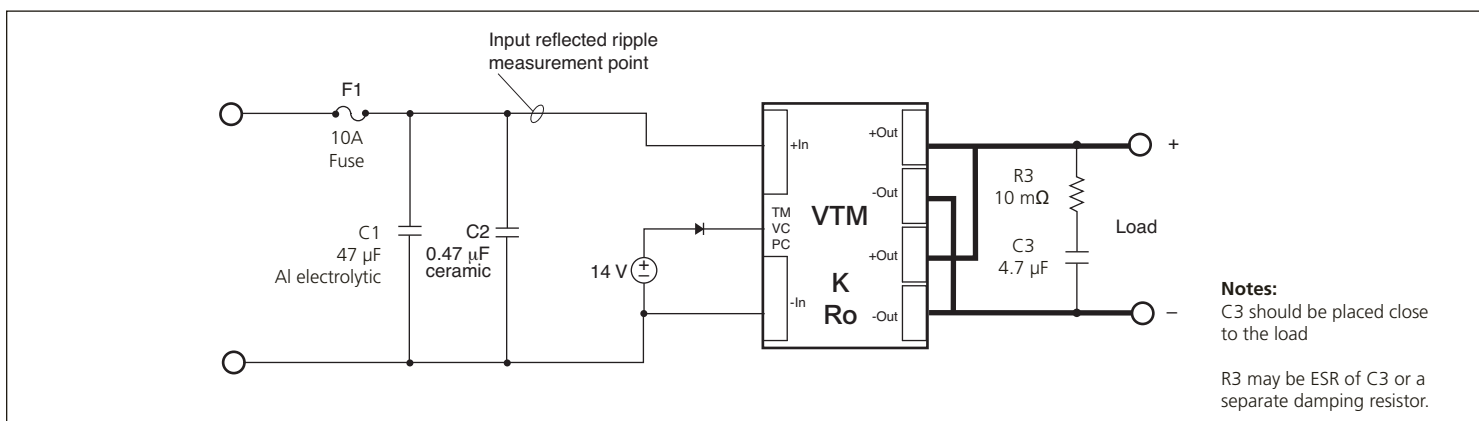 Input reflected ripple
measurement point
F1
10A
Fuse
C1
47 µF
Al electrolytic
C2
0.47 µF
ceramic
14 V
+In
TM
VC
PC
-In
VTM
K
Ro
+Out
-Out
+Out
-Out
R3
10 mΩ
C3
4.7 µF
+
Load
–
Notes:
C3 should be placed close
to the load
R3 may be ESR of C3 or a
separate damping resistor.